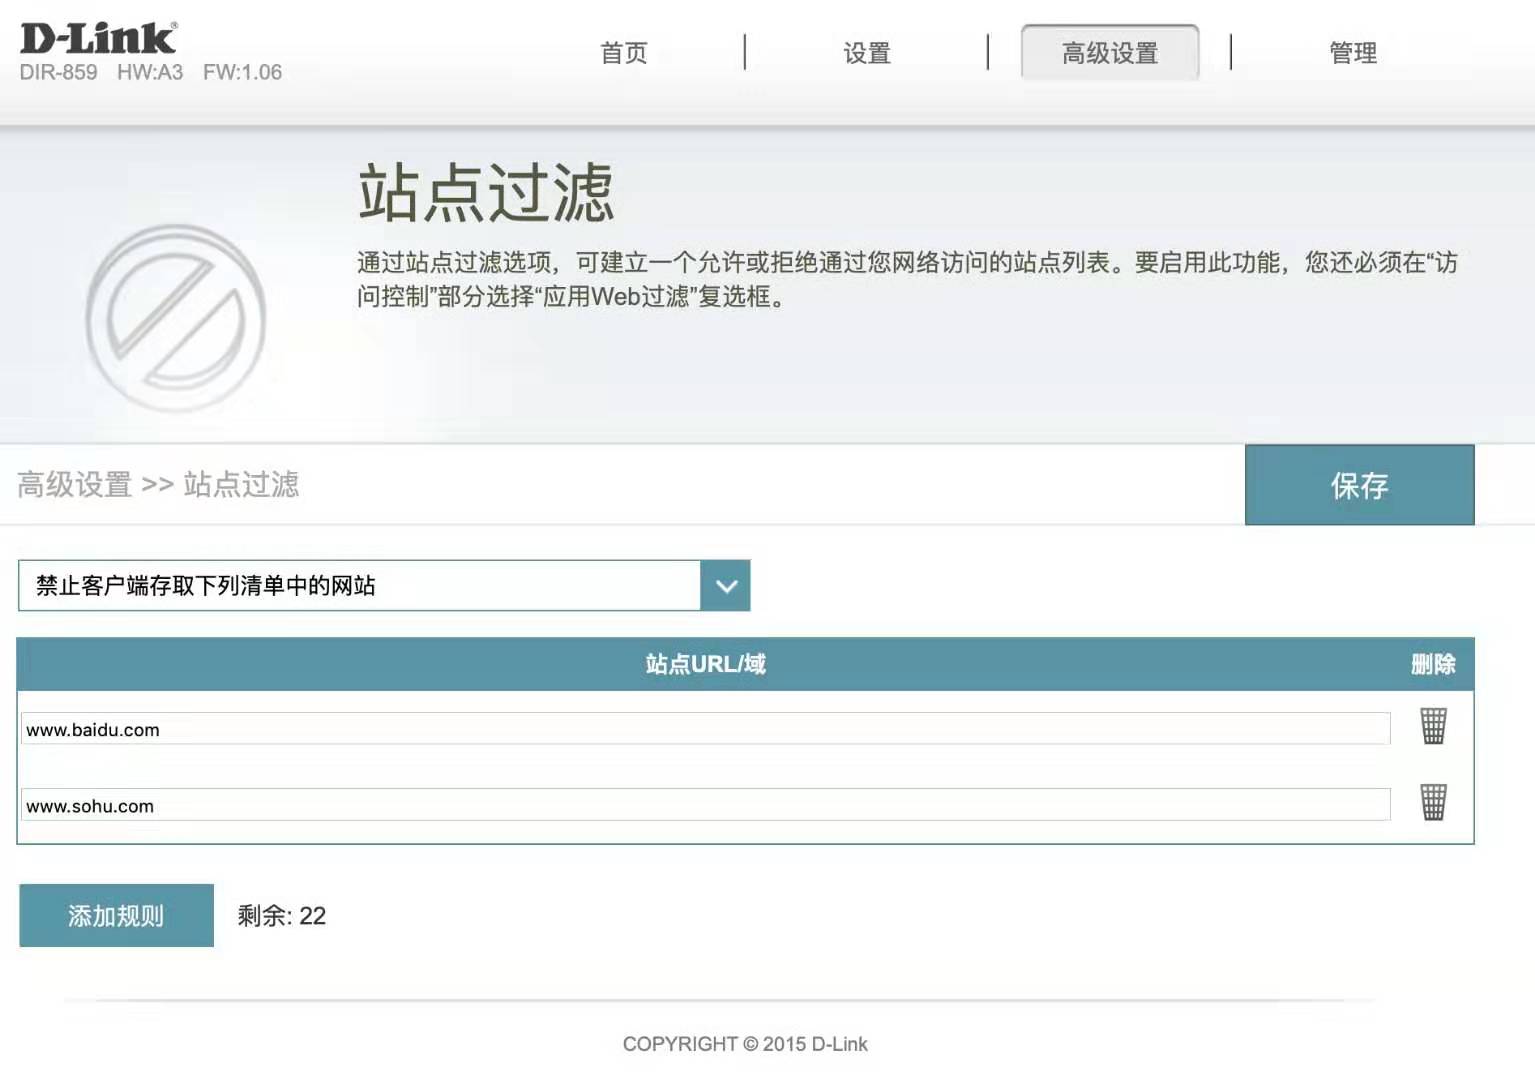 D-Link®
DIR-859 HW:A3 FW:1.06
首页 设置 高级设置 管理
站点过滤
通过站点过滤选项，可建立一个允许或拒绝通过您网络访问的站点列表。要启用此功能，您还必须在“访
问控制”部分选择“应用Web过滤”复选框。
高级设置 >> 站点过滤
保存
禁止客户端存取下列清单中的网站
站点URL/域 删除
www.baidu.com
www.sohu.com
添加规则 剩余: 22
COPYRIGHT © 2015 D-Link